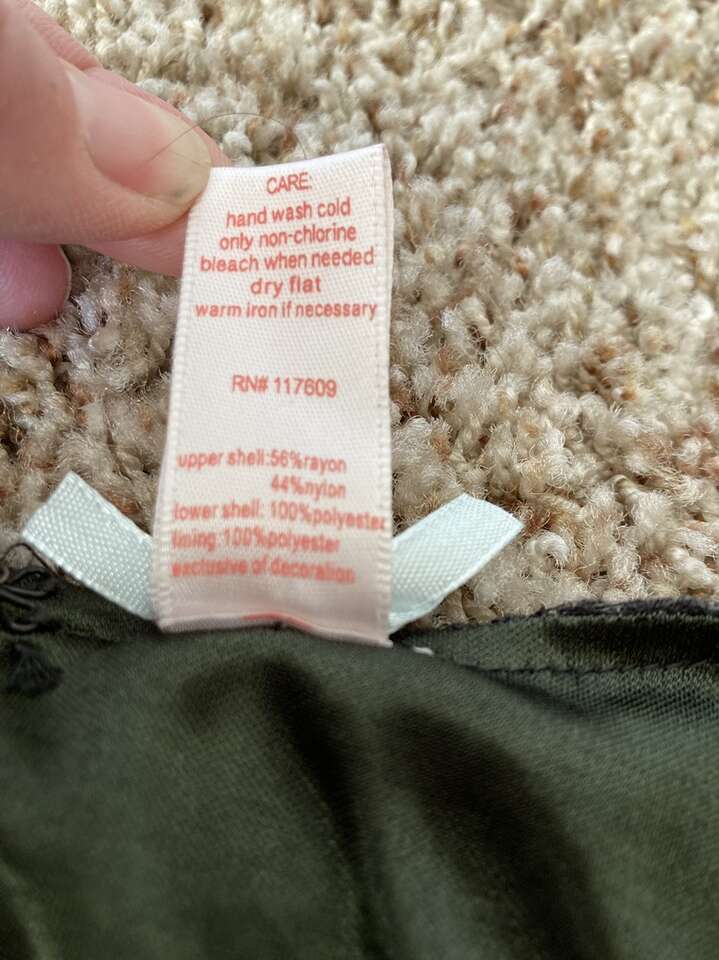 CARE:
hand wash cold
only non-chlorine
bleach when needed
dry flat
warm iron if necessary
RN# 117609
upper shell:56%rayon
44%nylon
lower shell: 100%polyester
lining:100%polyester
exclusive of decoration